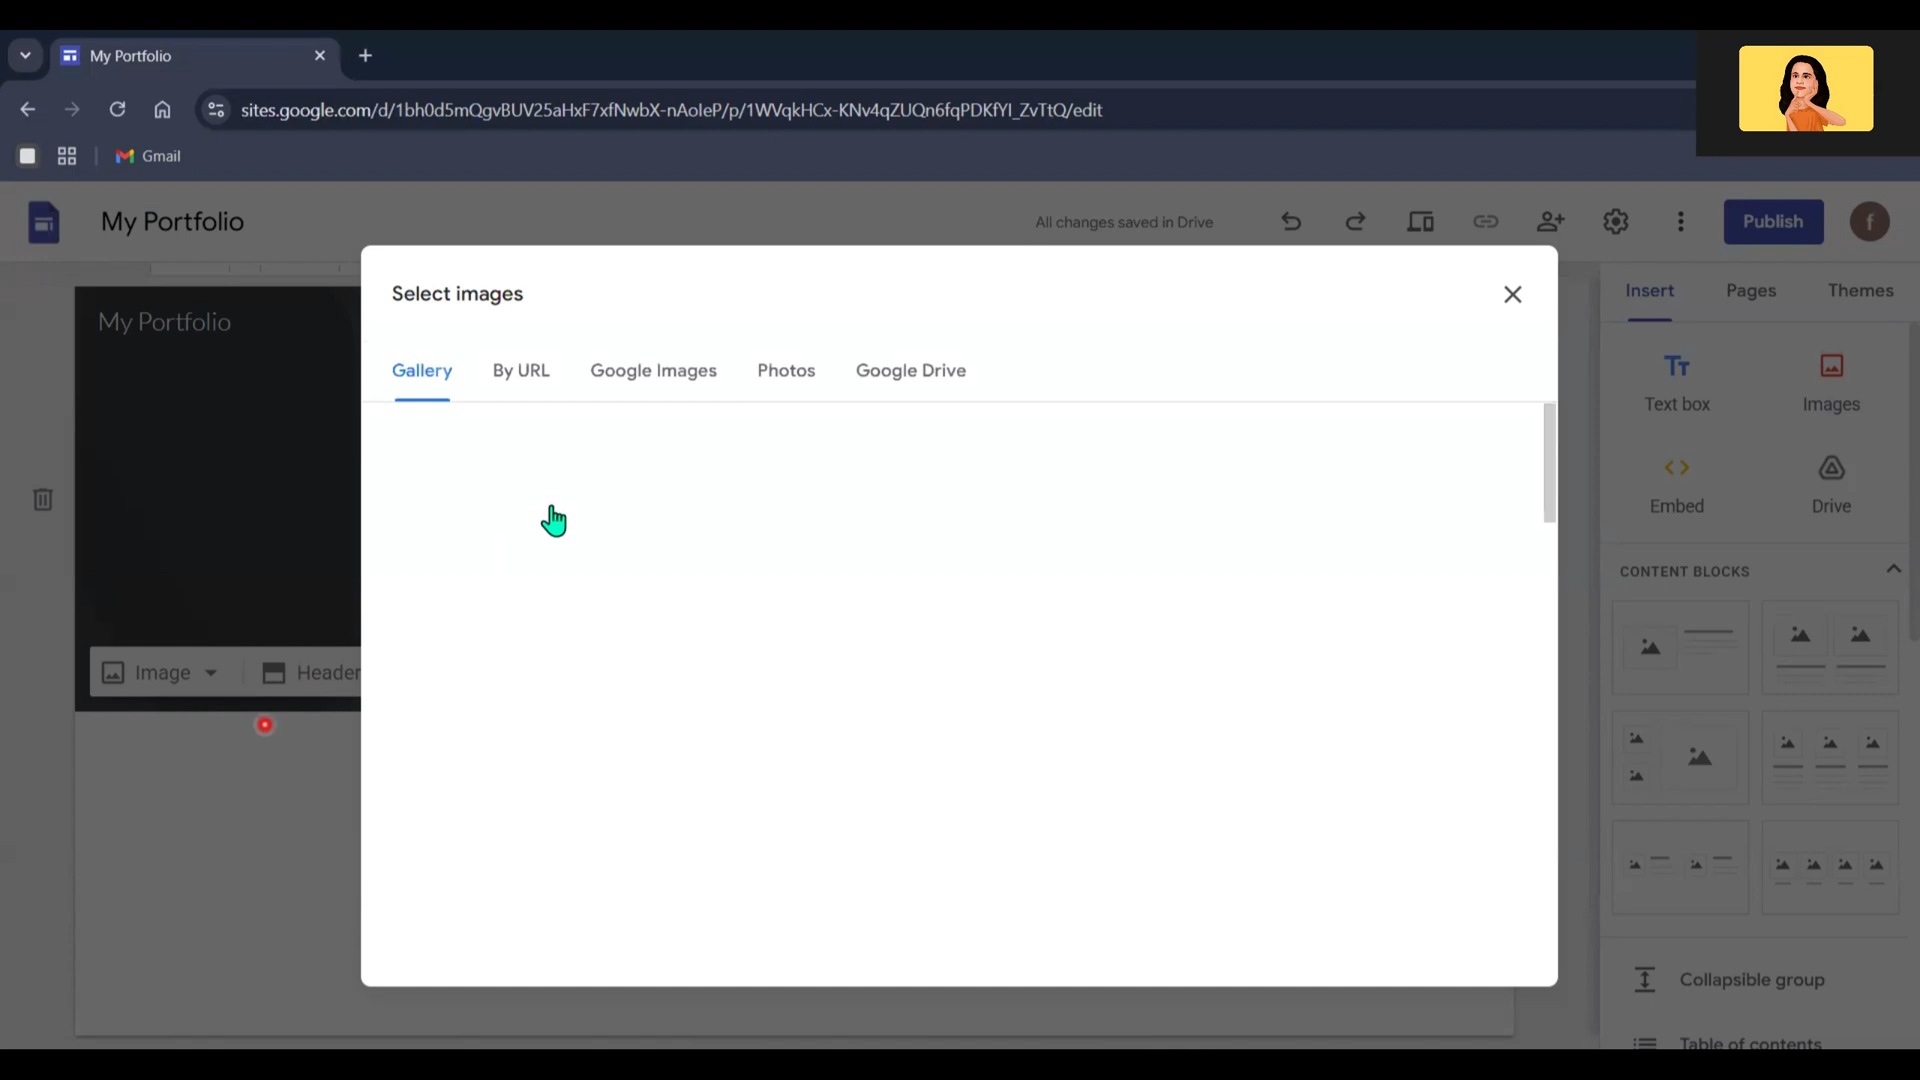 My Portfolio
sites.google.com/d/1bh0d5mQgvBUV25aHxF7xfNwbX-nAoIeP/p/1WVqkHCx-KNv4qZUQn6fqPDKfYI_ZvTtQ/edit
Gmail
My Portfolio
All changes saved in Drive
Publish
f
Select images
Insert
Pages
Themes
My Portfolio
Gallery
By URL
Google Images
Photos
Google Drive
Text box
Images
Embed
Drive
CONTENT BLOCKS
Image
Header
Collapsible group
Table of contents